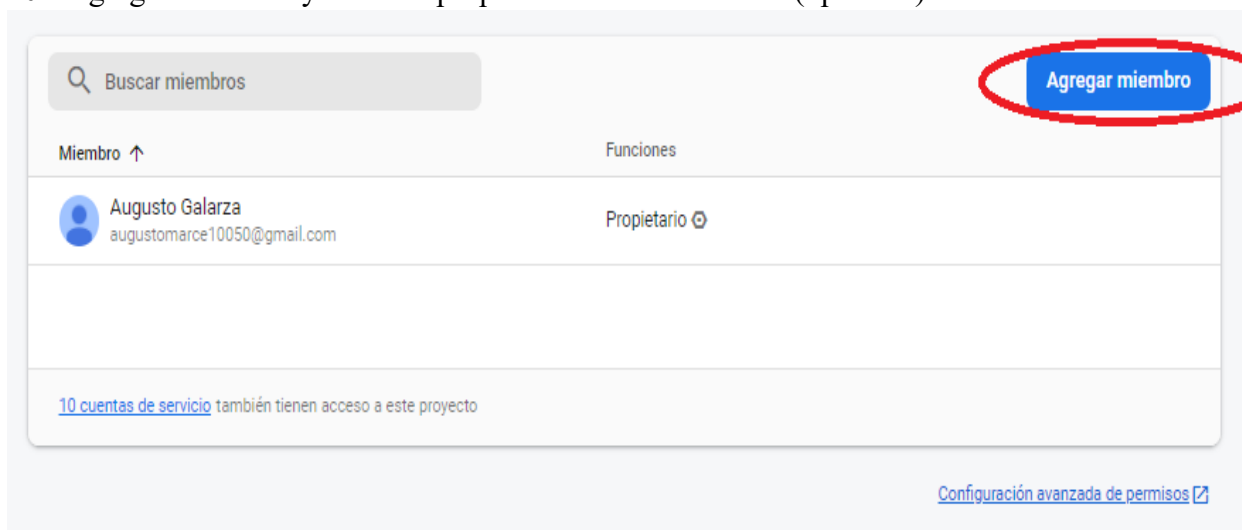 Buscar miembros
Agregar miembro
Miembro ↑
Funciones
Augusto Galarza
Propietario
augustomarce10050@gmail.com
10 cuentas de servicio también tienen acceso a este proyecto
Configuración avanzada de permisos